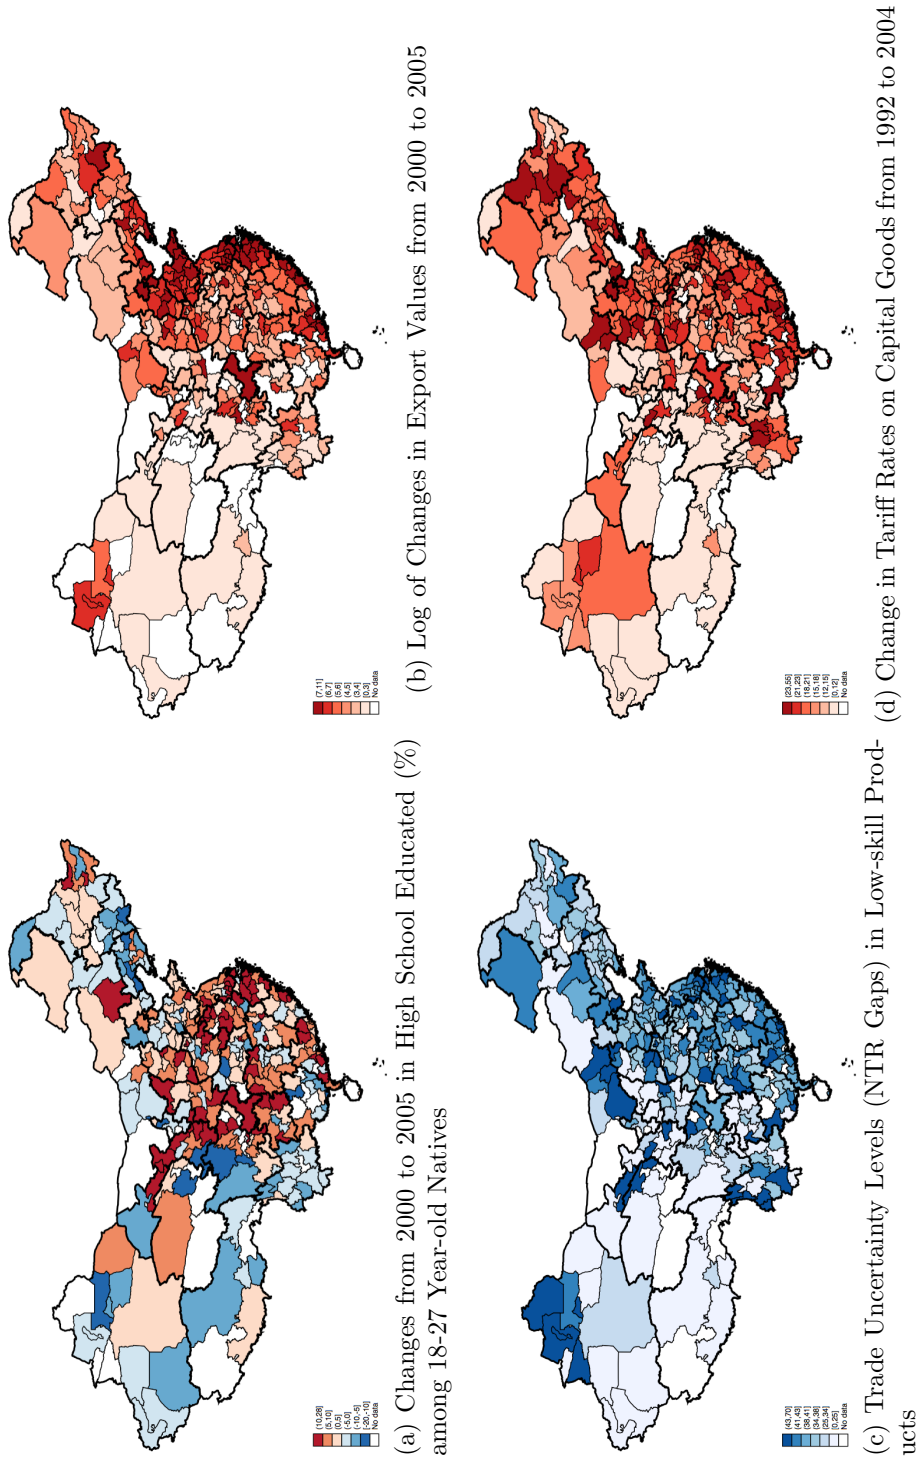 (10,28]
(5,10]
(0,5]
(-5,0]
(-10,-5]
(-20,-10]
No data
(a) Changes from 2000 to 2005 in High School Educated (%)
among 18-27 Year-old Natives
(7,11]
(6,7]
(5,6]
(4,5]
(3,4]
[0,3]
No data
(b) Log of Changes in Export Values from 2000 to 2005
(43,70]
(41,43]
(38,41]
(34,38]
(25,34]
[0,25]
No data
(c) Trade Uncertainty Levels (NTR Gaps) in Low-skill Prod-
ucts
(23,55]
(21,23]
(18,21]
(15,18]
(12,15]
[0,12]
No data
(d) Change in Tariff Rates on Capital Goods from 1992 to 2004